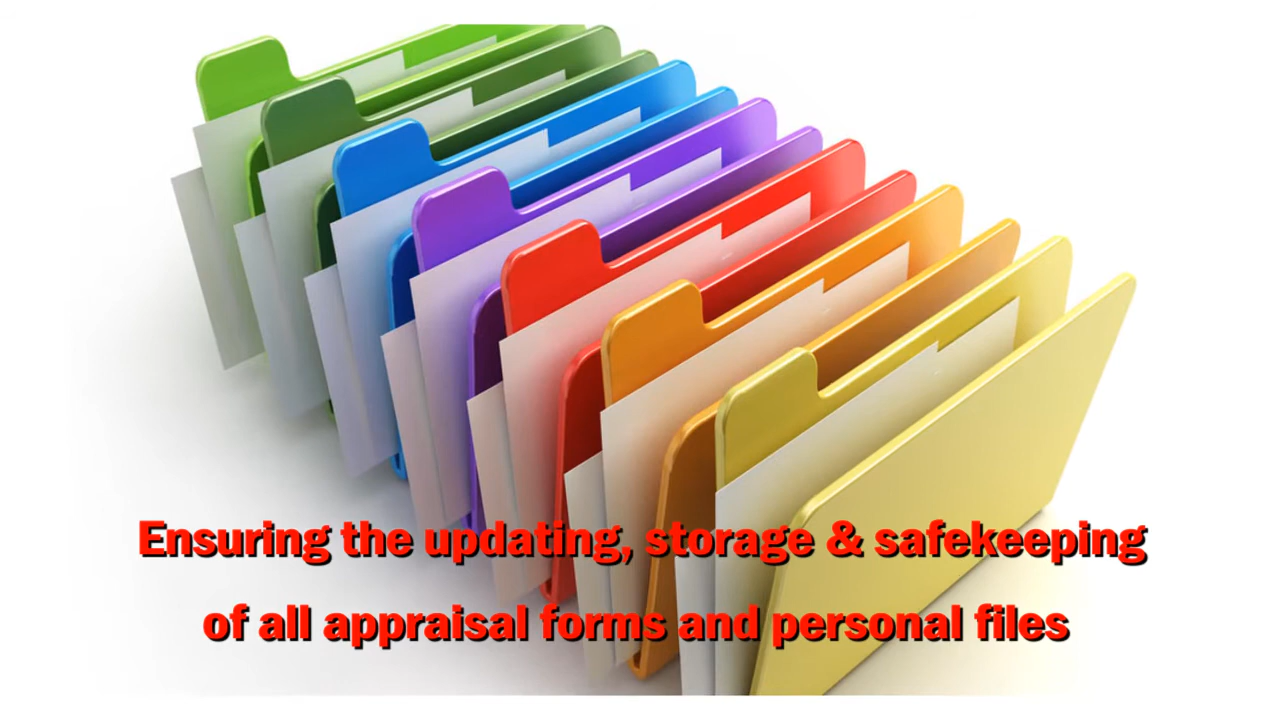 Ensuring the updating, storage & safekeeping
of all appraisal forms and personal files